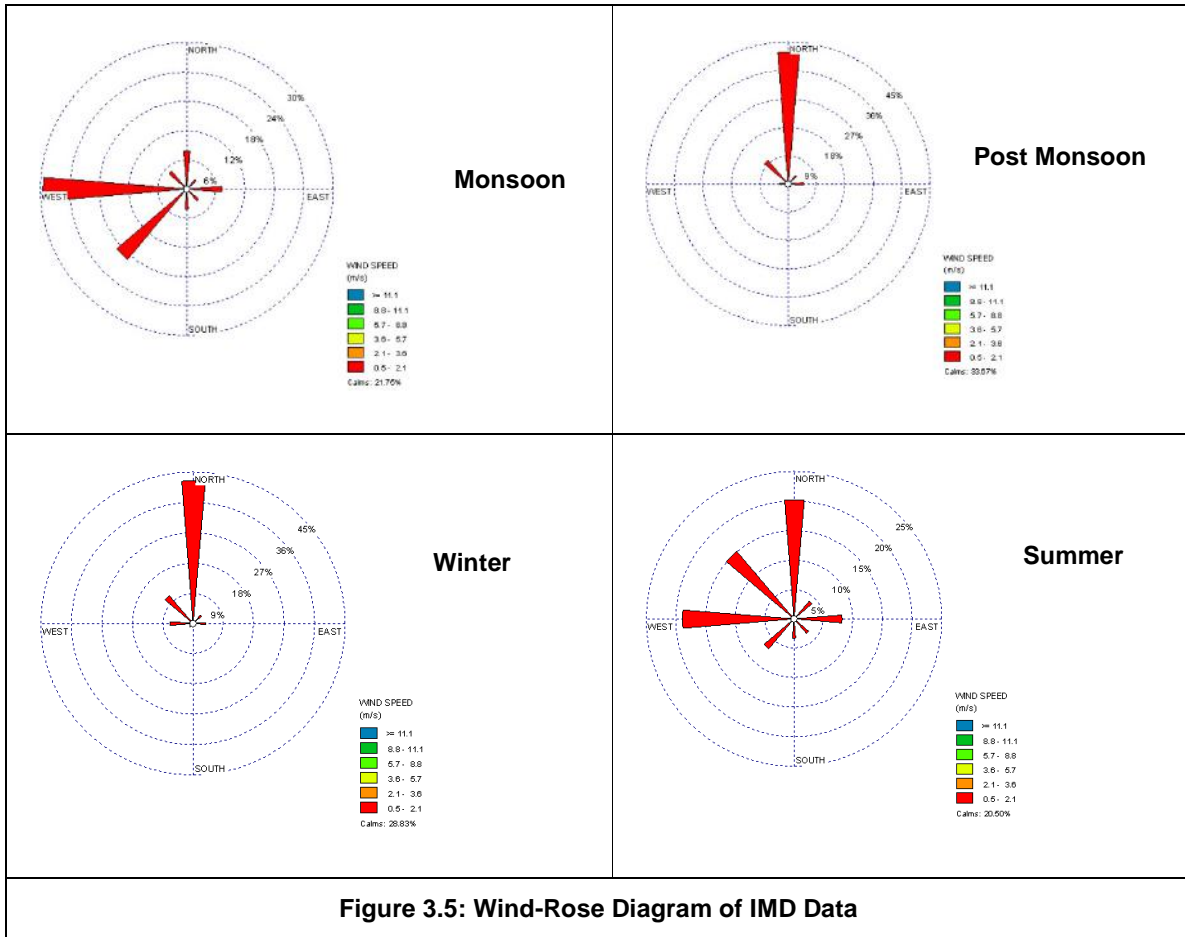 NORTH
30%
24%
18%
12%
6%
WEST
EAST
SOUTH
Monsoon
WIND SPEED
(m/s)
>= 11.1
8.8 - 11.1
5.7 - 8.8
3.6 - 5.7
2.1 - 3.6
0.5 - 2.1
Calms: 21.76%
NORTH
45%
36%
27%
18%
9%
WEST
EAST
SOUTH
Post Monsoon
WIND SPEED
(m/s)
>= 11.1
8.8 - 11.1
5.7 - 8.8
3.6 - 5.7
2.1 - 3.6
0.5 - 2.1
Calms: 33.67%
NORTH
45%
36%
27%
18%
9%
WEST
EAST
SOUTH
Winter
WIND SPEED
(m/s)
>= 11.1
8.8 - 11.1
5.7 - 8.8
3.6 - 5.7
2.1 - 3.6
0.5 - 2.1
Calms: 28.83%
NORTH
25%
20%
15%
10%
5%
WEST
EAST
SOUTH
Summer
WIND SPEED
(m/s)
>= 11.1
8.8 - 11.1
5.7 - 8.8
3.6 - 5.7
2.1 - 3.6
0.5 - 2.1
Calms: 20.50%
Figure 3.5: Wind-Rose Diagram of IMD Data